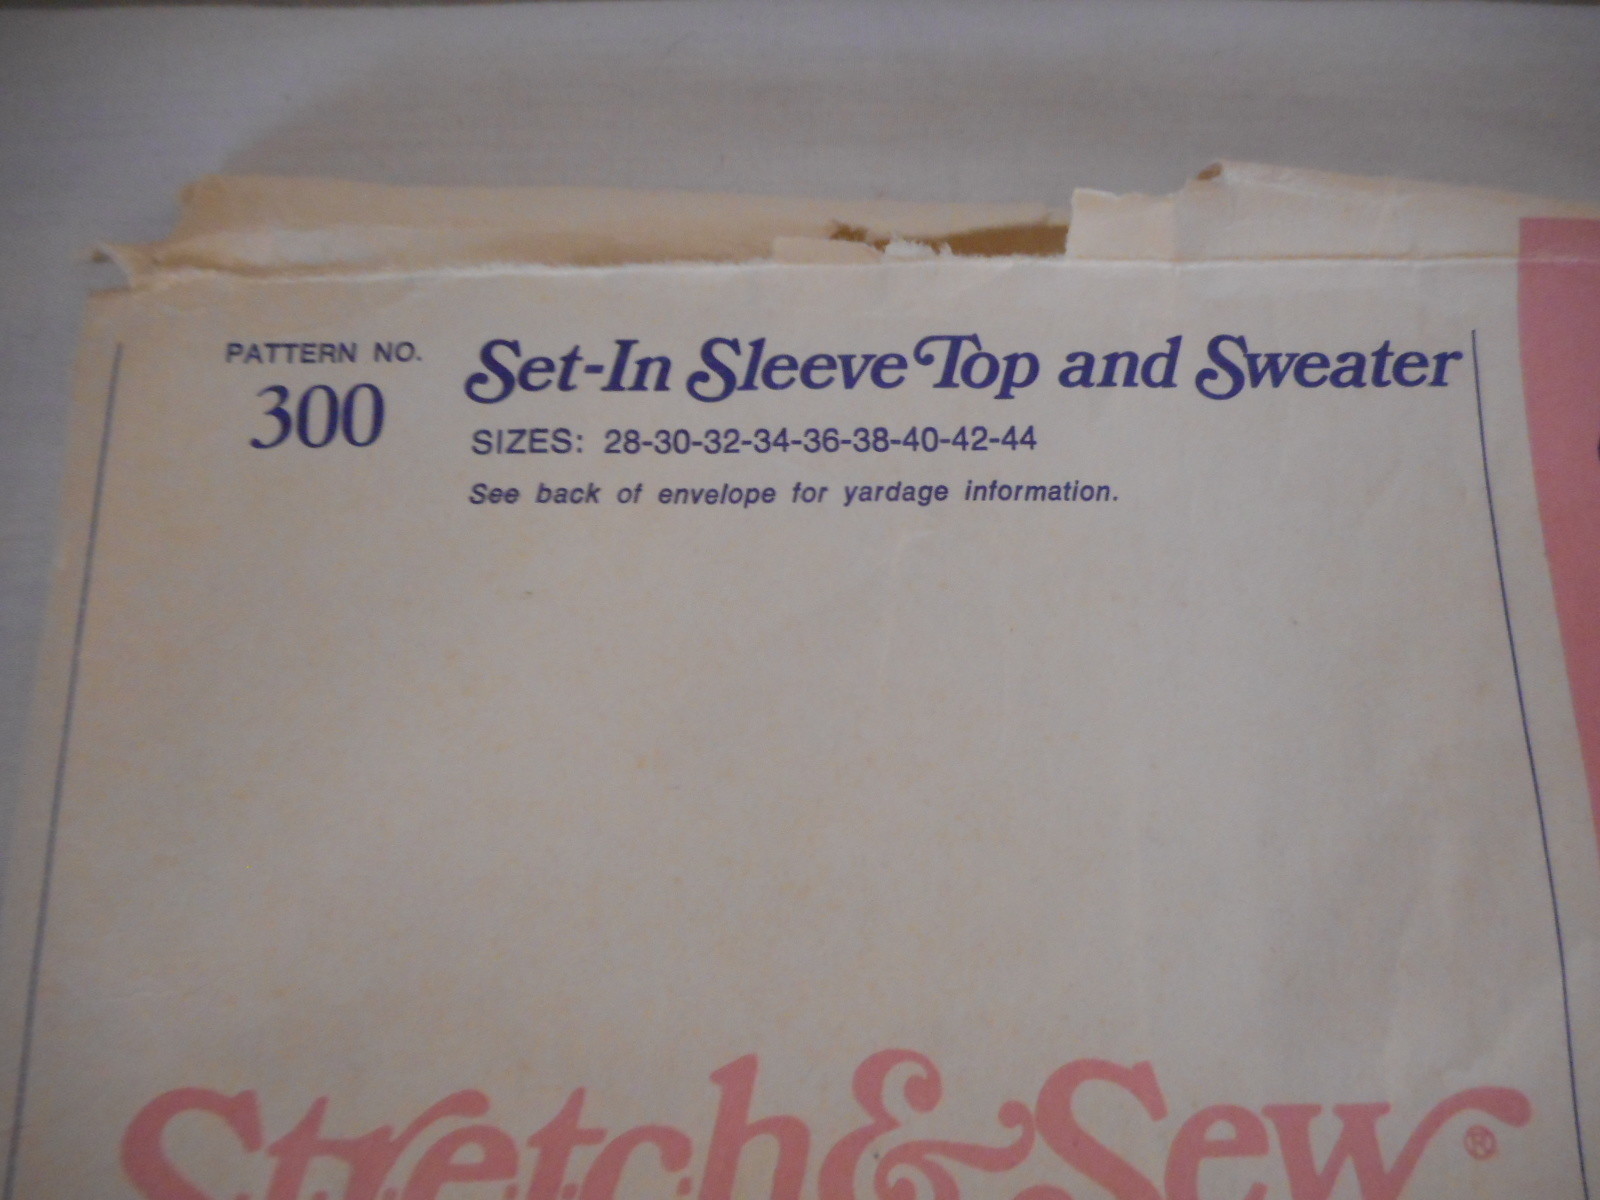 PATTERN NO.
300
Set-In Sleeve Top and Sweater
SIZES: 28-30-32-34-36-38-40-42-44
See back of envelope for yardage information.
Stretch & Sew®